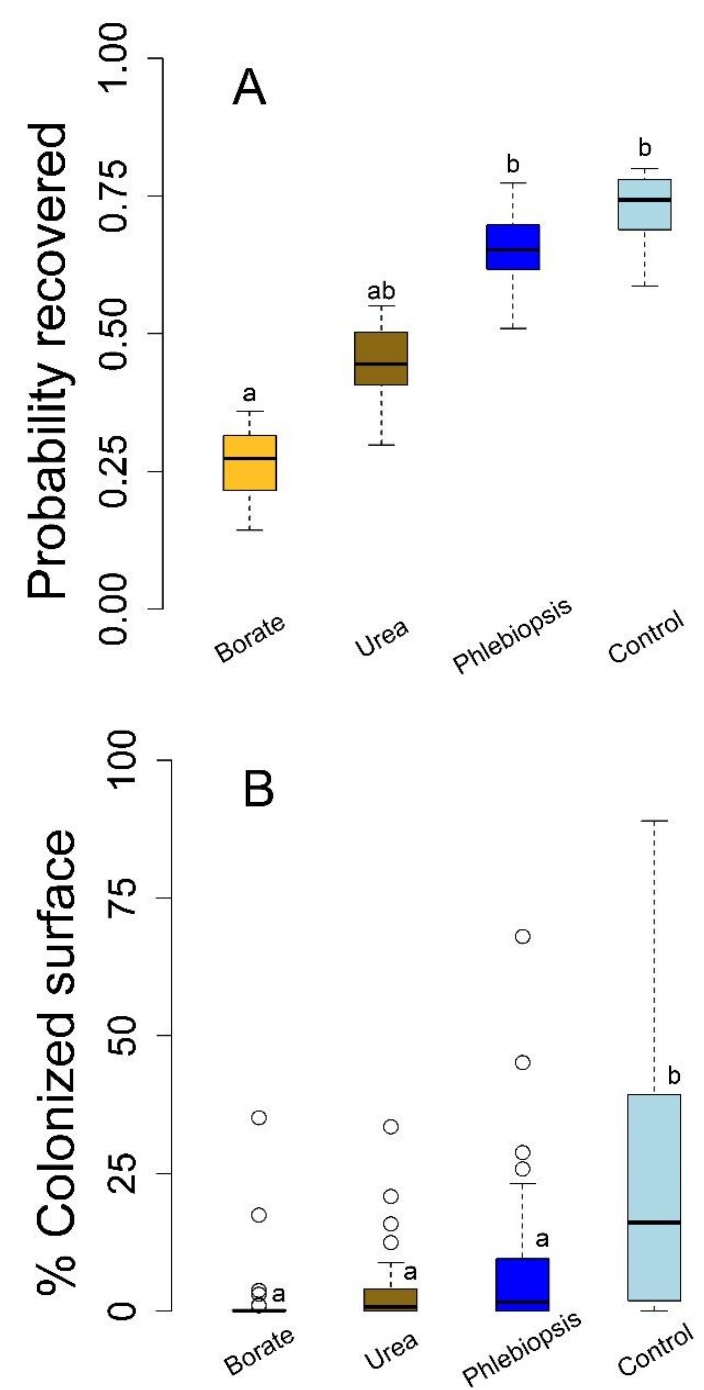 A
Probability recovered
1.00
0.75
0.50
0.25
0.00
a
ab
b
b
Borate
Urea
Phlebiopsis
Control
B
% Colonized surface
100
75
50
25
0
a
a
a
b
Borate
Urea
Phlebiopsis
Control